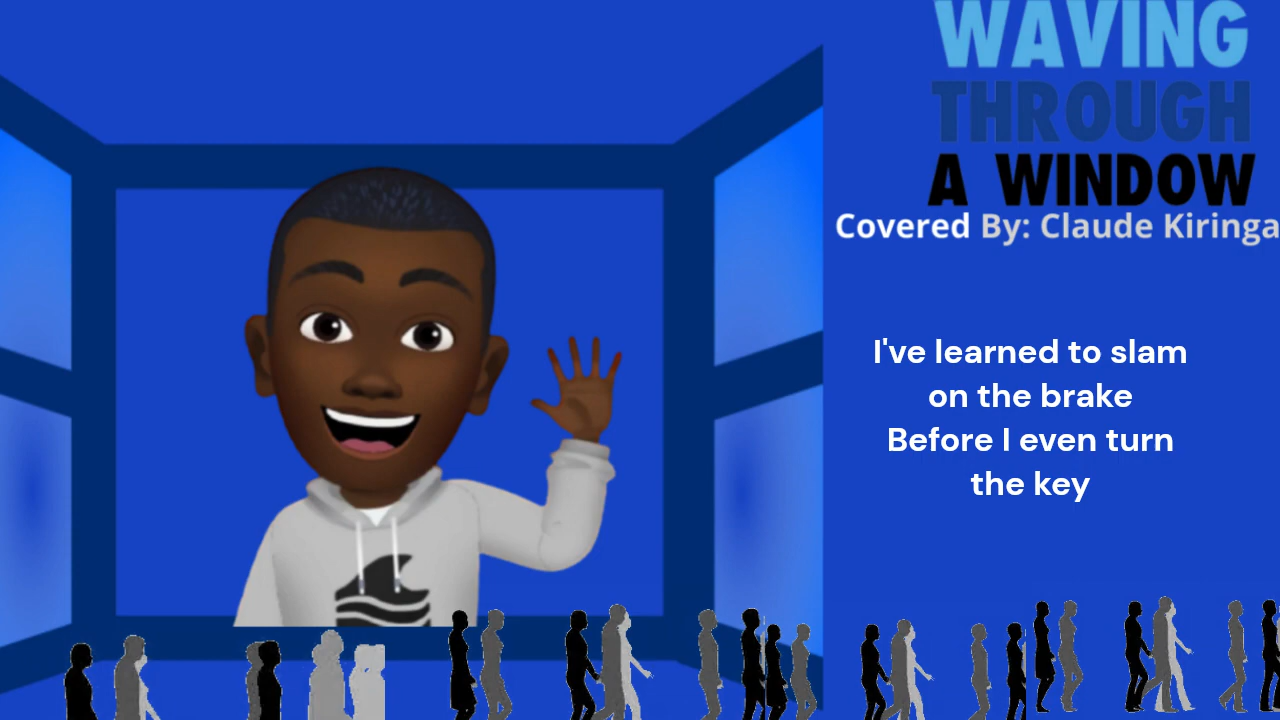 WAVING
THROUGH
A WINDOW
Covered By: Claude Kiringa
I've learned to slam
on the brake
Before I even turn
the key